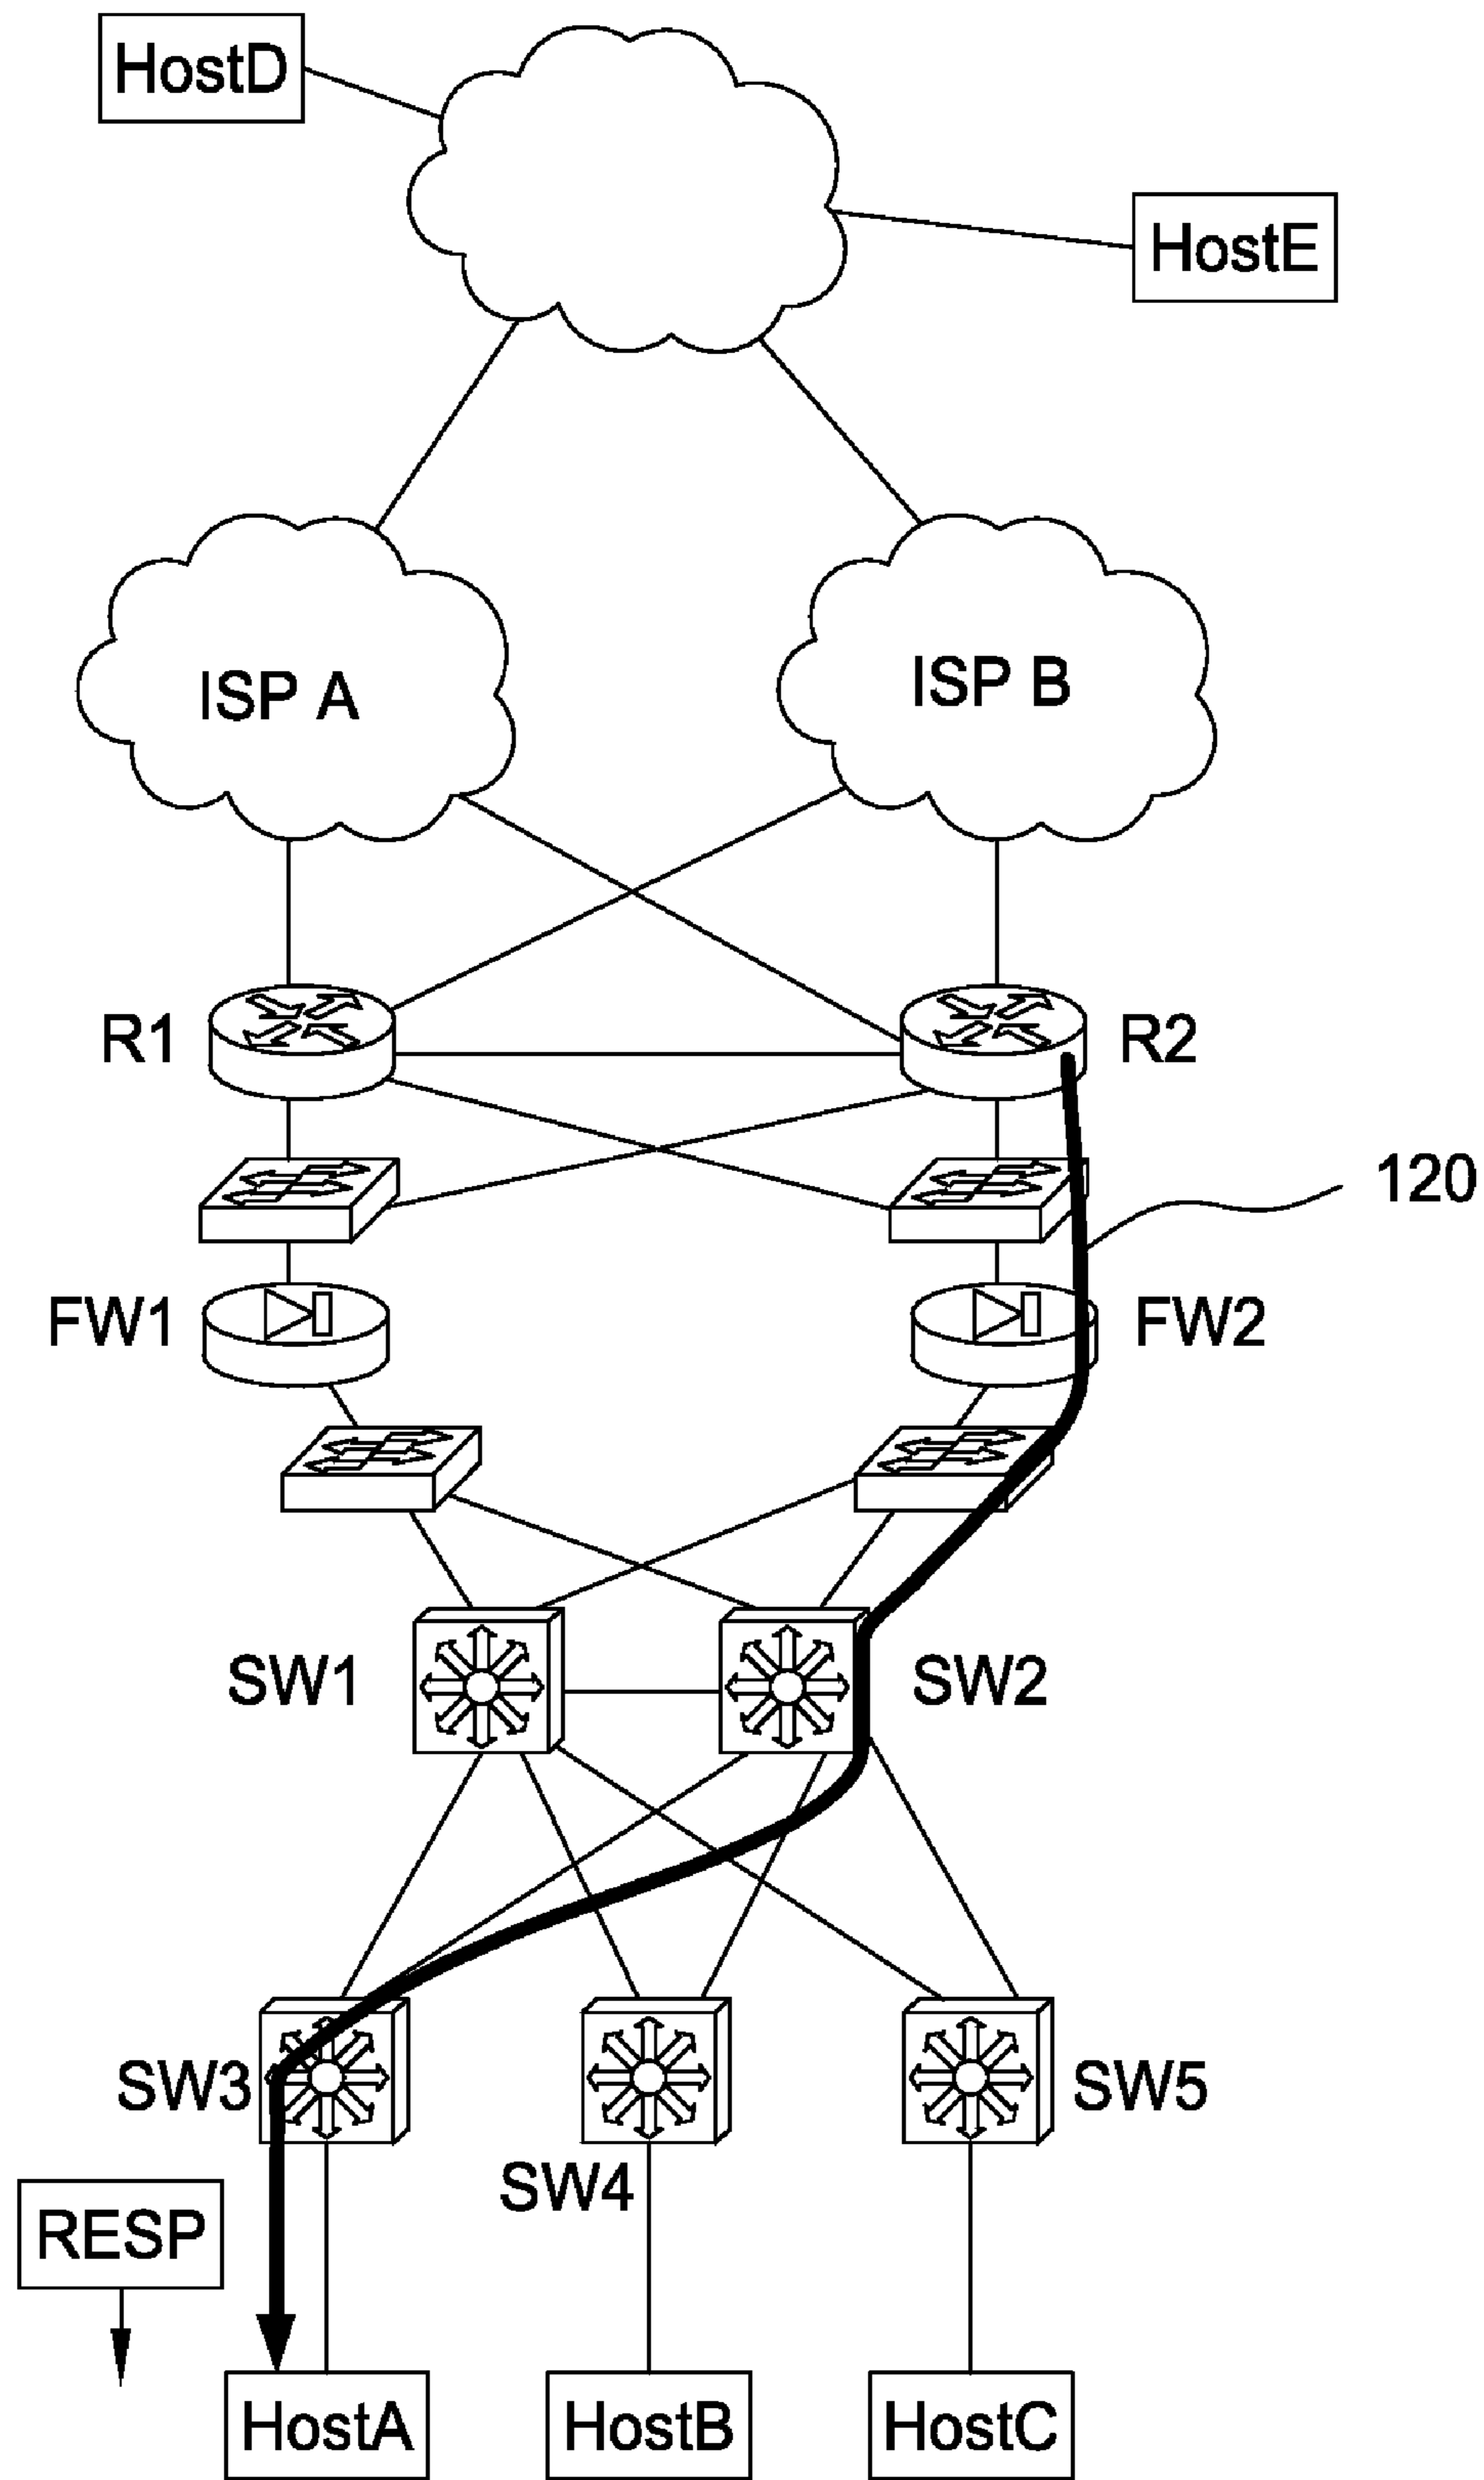 HostD
HostE
ISP A
ISP B
R1
R2
120
FW1
FW2
SW1
SW2
SW3
SW5
SW4
RESP
HostA
HostB
HostC